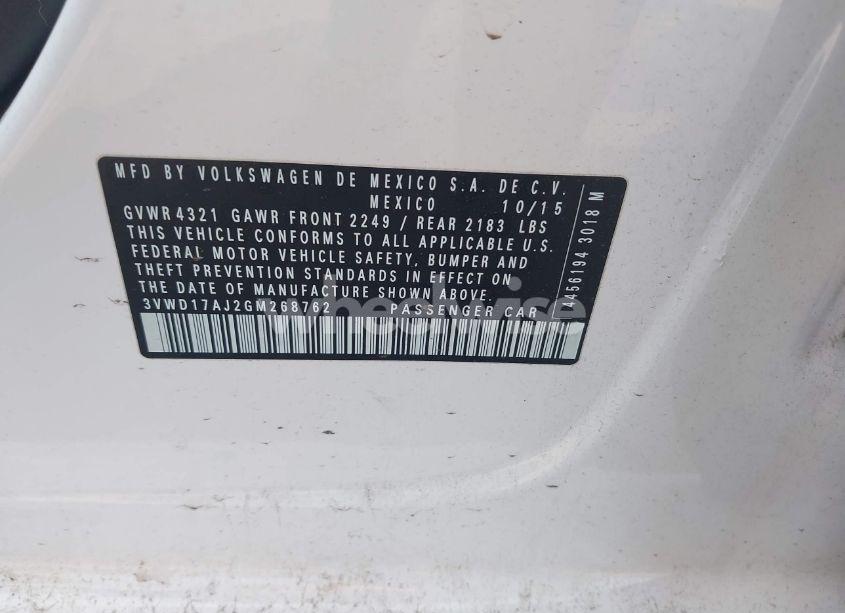 MFD BY VOLKSWAGEN DE MEXICO S.A. DE C.V.
MEXICO 10/15
GVWR 4321 GAWR FRONT 2249 / REAR 2183 LBS
THIS VEHICLE CONFORMS TO ALL APPLICABLE U.S.
FEDERAL MOTOR VEHICLE SAFETY, BUMPER AND
THEFT PREVENTION STANDARDS IN EFFECT ON
THE DATE OF MANUFACTURE SHOWN ABOVE.
3VWD17AJ2GM268762 PASSENGER CAR
3018 M
wheelwise